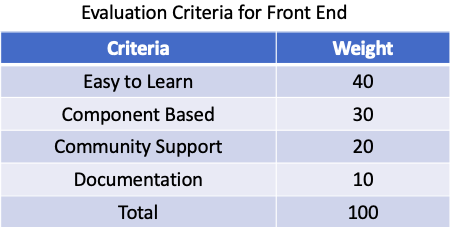 Evaluation Criteria for Front End
Criteria Weight
Easy to Learn 40
Component Based 30
Community Support 20
Documentation 10
Total 100